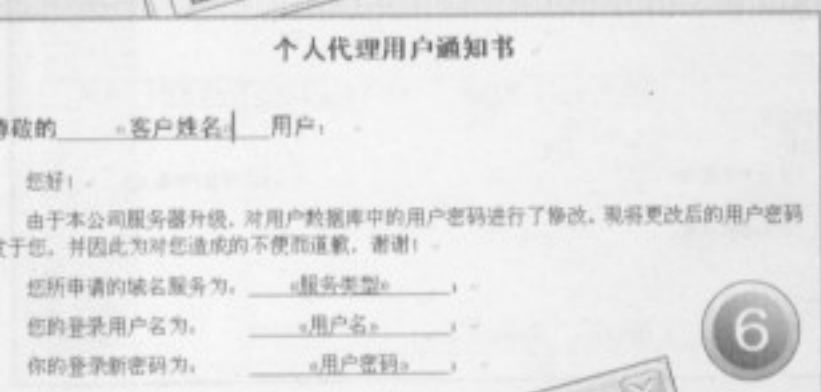 个人代理用户通知书
尊敬的 «客户姓名» 用户：
您好！
由于本公司服务器升级，对用户数据库中的用户密码进行了修改，现将更改后的用户密码
发于您，并因此为对您造成的不便而道歉，谢谢！
您所申请的域名服务为： «服务类型» ；
您的登录用户名为： «用户名» ；
你的登录新密码为： «用户密码» ；
6